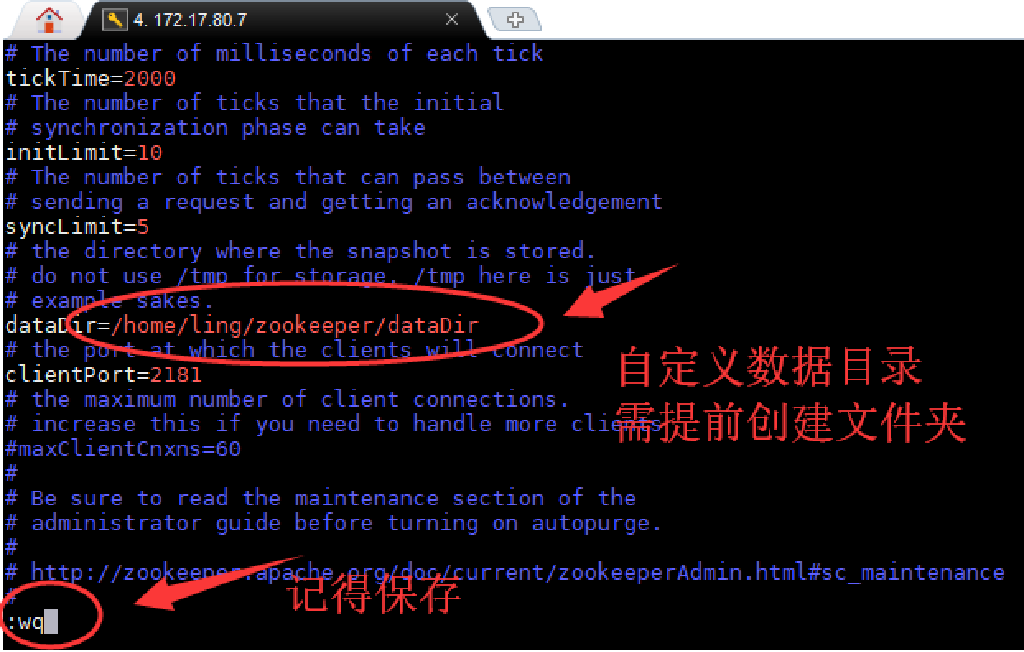 4. 172.17.80.7
# The number of milliseconds of each tick
tickTime=2000
# The number of ticks that the initial
# synchronization phase can take
initLimit=10
# The number of ticks that can pass between
# sending a request and getting an acknowledgement
syncLimit=5
# the directory where the snapshot is stored.
# do not use /tmp for storage, /tmp here is just
# example sakes.
dataDir=/home/ling/zookeeper/dataDir
# the port at which the clients will connect
clientPort=2181
自定义数据目录
# the maximum number of client connections.
# increase this if you need to handle more clients
需提前创建文件夹
#maxClientCnxns=60
#
# Be sure to read the maintenance section of the
# administrator guide before turning on autopurge.
#
# http://zookeeper.apache.org/doc/current/zookeeperAdmin.html#sc_maintenance
#
记得保存
:wq